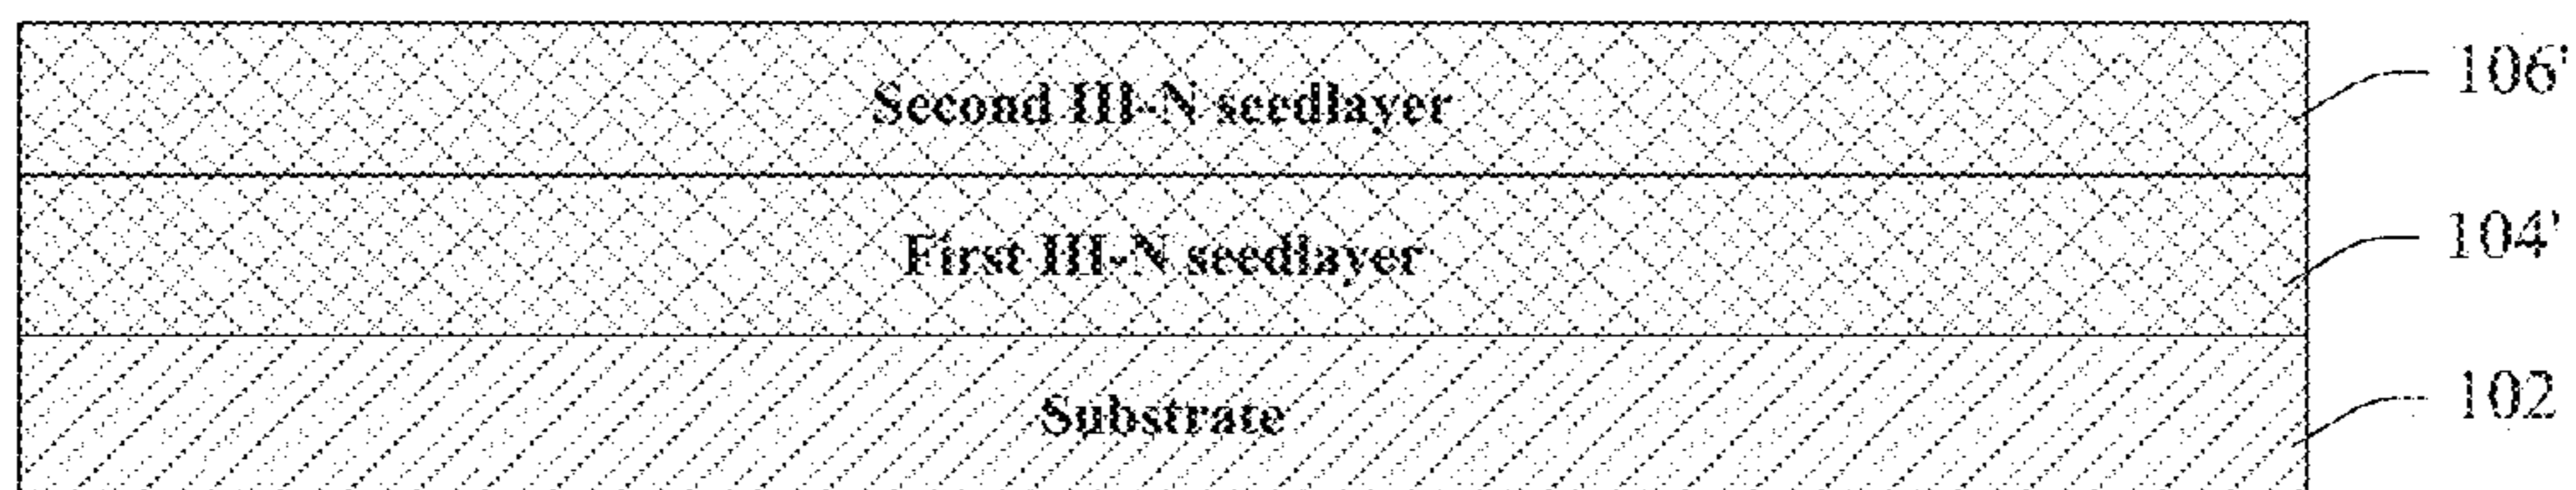 Second III-N seedlayer
106'
First III-N seedlayer
104'
Substrate
102